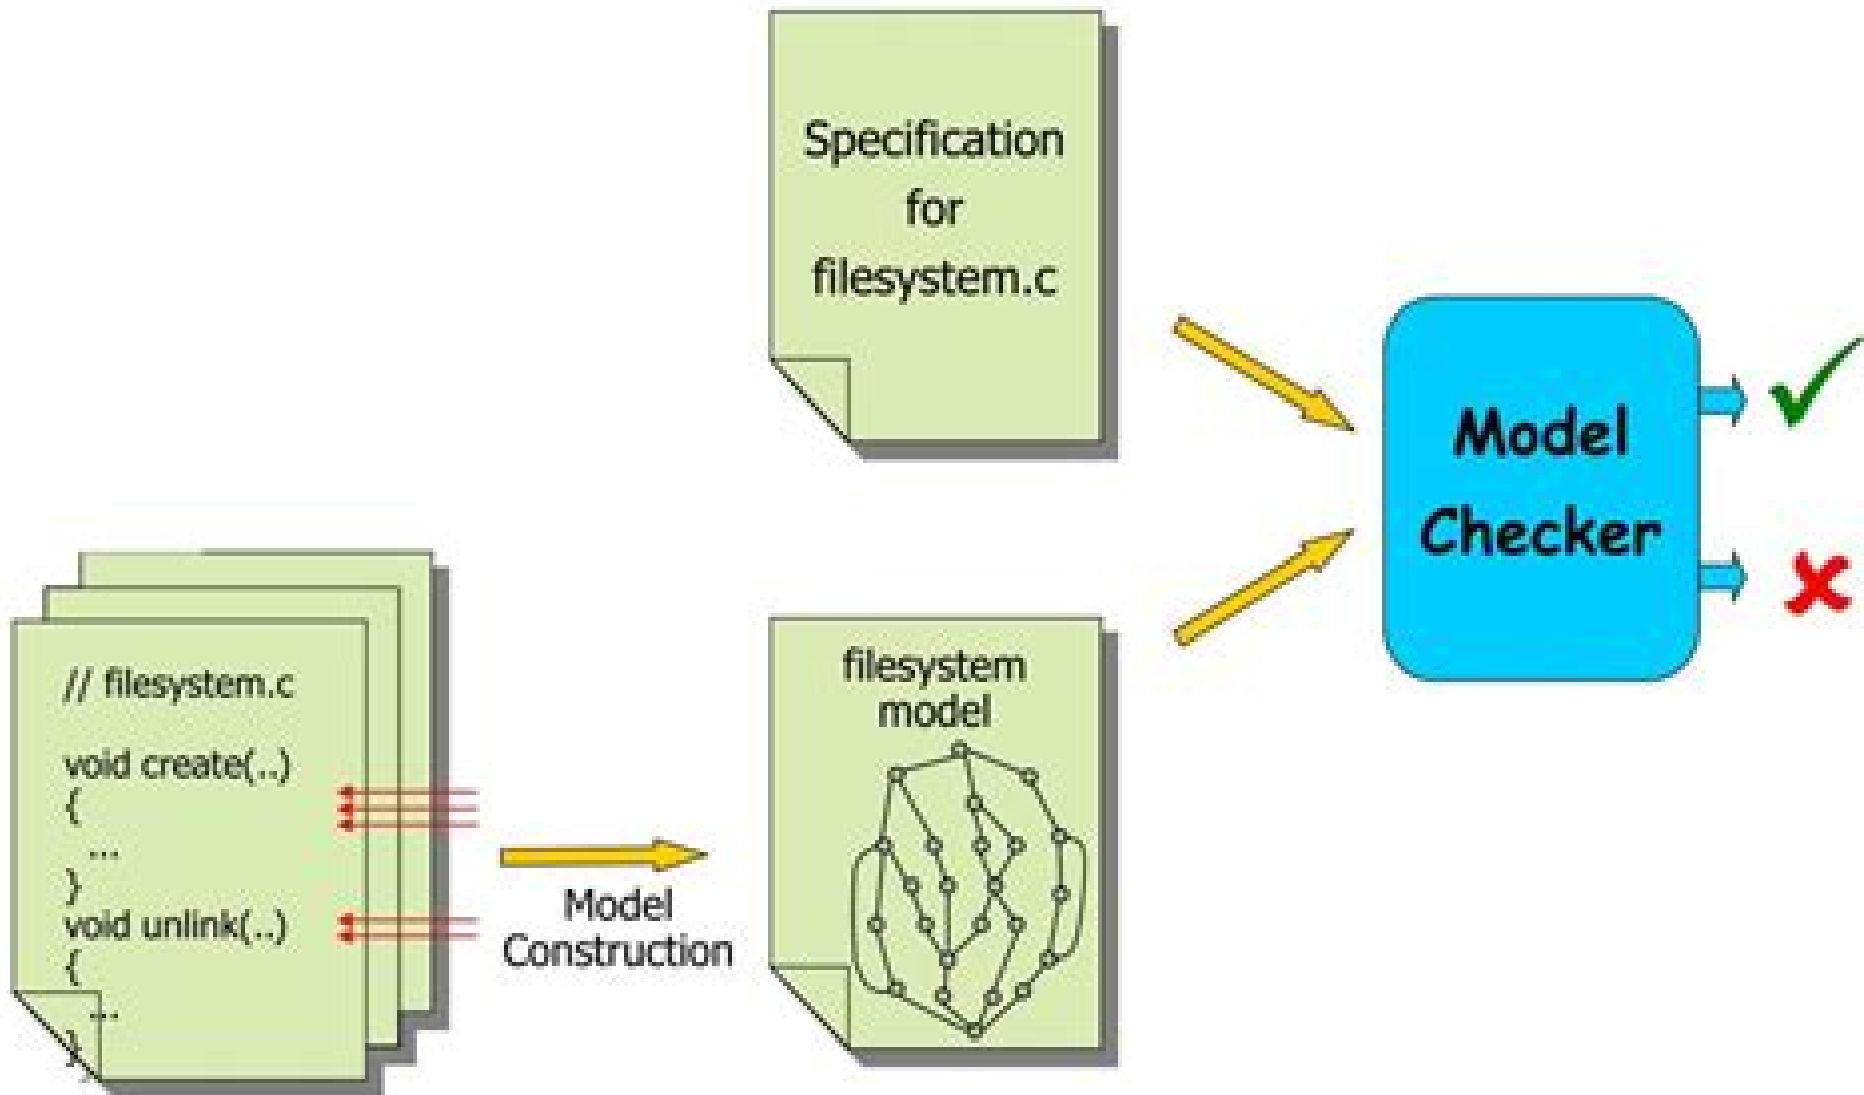 Specification
for
filesystem.c
Model
Checker
// filesystem.c
void create(..)
{
...
}
void unlink(..)
{
...
}
Model
Construction
filesystem
model